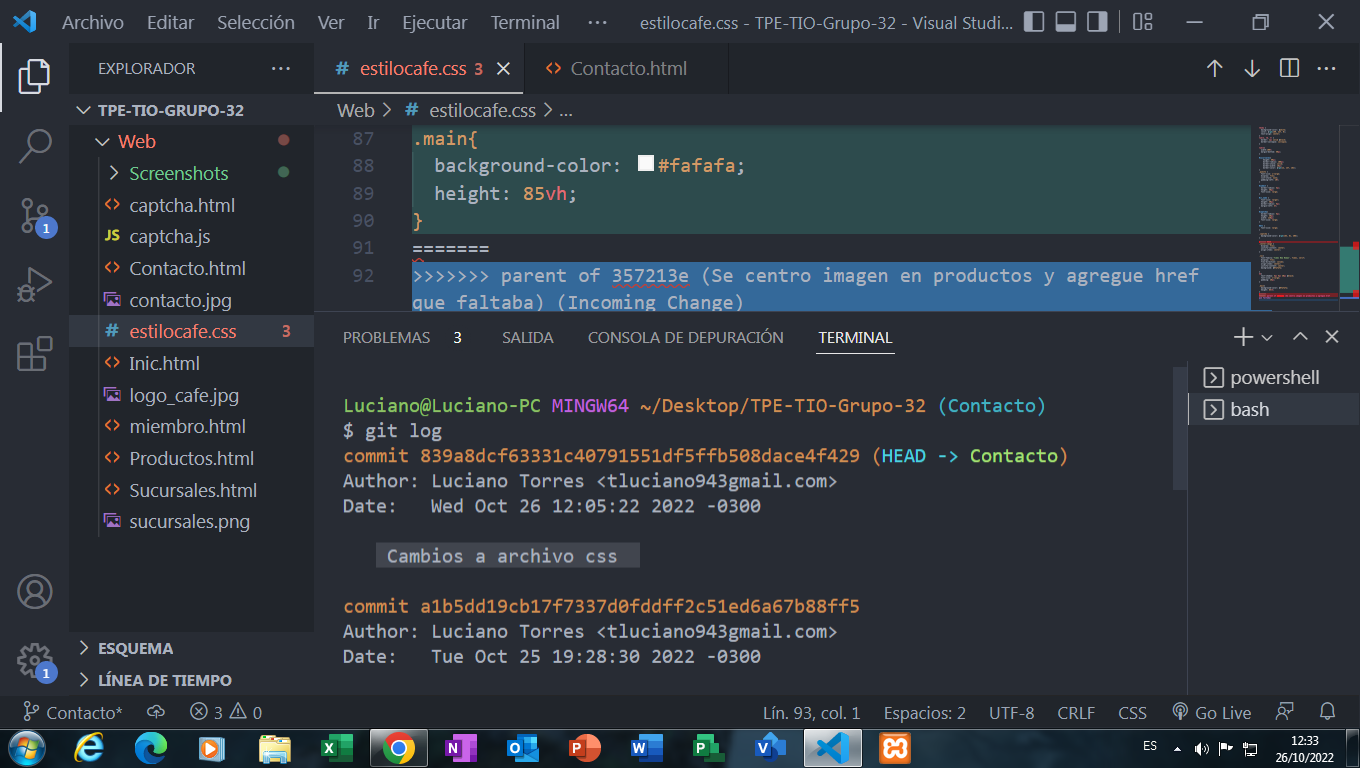 Archivo Editar Selección Ver Ir Ejecutar Terminal ··· estilocafe.css - TPE-TIO-Grupo-32 - Visual Studi...
EXPLORADOR ···
# estilocafe.css 3
<> Contacto.html
TPE-TIO-GRUPO-32
Web
Screenshots
<> captcha.html
JS captcha.js
<> Contacto.html
contacto.jpg
# estilocafe.css 3
<> Inic.html
logo_cafe.jpg
<> miembro.html
<> Productos.html
<> Sucursales.html
sucursales.png
ESQUEMA
LÍNEA DE TIEMPO
1
1
Web > # estilocafe.css > ...
87 .main{
88 background-color: #fafafa;
89 height: 85vh;
90 }
91 =======
92 >>>>>>> parent of 357213e (Se centro imagen en productos y agregue href
que faltaba) (Incoming Change)
PROBLEMAS 3 SALIDA CONSOLA DE DEPURACIÓN TERMINAL
powershell
bash
Luciano@Luciano-PC MINGW64 ~/Desktop/TPE-TIO-Grupo-32 (Contacto)
$ git log
commit 839a8dcf63331c40791551df5ffb508dace4f429 (HEAD -> Contacto)
Author: Luciano Torres <tluciano943gmail.com>
Date: Wed Oct 26 12:05:22 2022 -0300
Cambios a archivo css
commit a1b5dd19cb17f7337d0fddff2c51ed6a67b88ff5
Author: Luciano Torres <tluciano943gmail.com>
Date: Tue Oct 25 19:28:30 2022 -0300
Contacto* 3 0 Lín. 93, col. 1 Espacios: 2 UTF-8 CRLF CSS Go Live
ES 12:33
26/10/2022